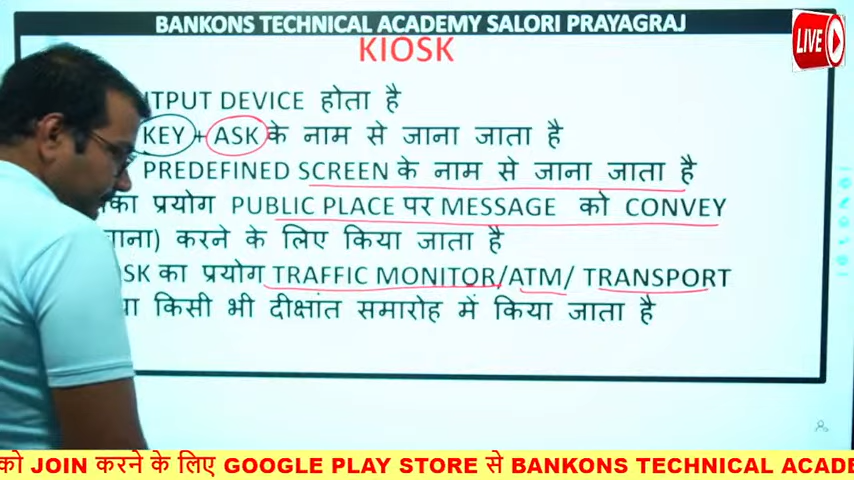 BANKONS TECHNICAL ACADEMY SALORI PRAYAGRAJ
LIVE
KIOSK
UTPUT DEVICE होता है
KEY+ASK के नाम से जाना जाता है
PREDEFINED SCREEN के नाम से जाना जाता है
का प्रयोग PUBLIC PLACE पर MESSAGE को CONVEY
ाना) करने के लिए किया जाता है
SK का प्रयोग TRAFFIC MONITOR/ATM/ TRANSPORT
किसी भी दीक्षांत समारोह में किया जाता है
को JOIN करने के लिए GOOGLE PLAY STORE से BANKONS TECHNICAL ACADE